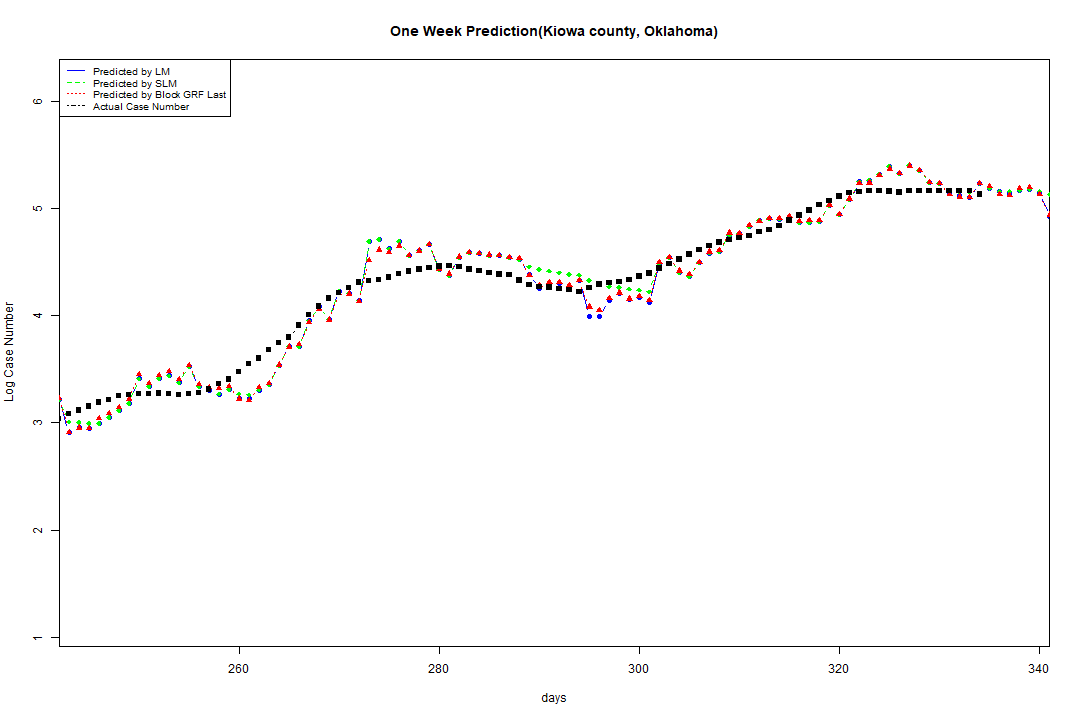 One Week Prediction(Kiowa county, Oklahoma)
Predicted by LM
Predicted by SLM
Predicted by Block GRF Last
Actual Case Number
6
5
4
3
2
1
Log Case Number
260 280 300 320 340
days